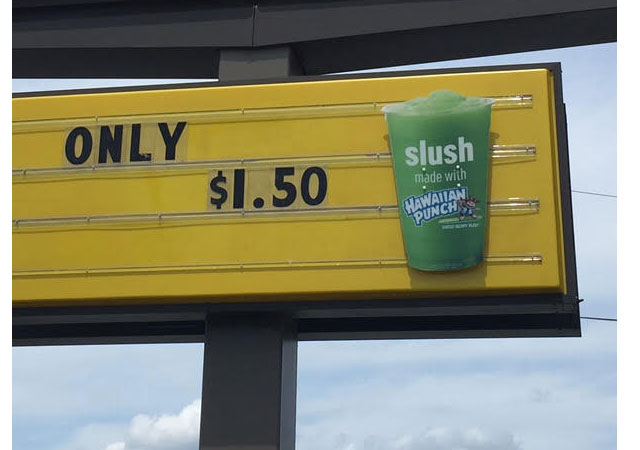 ONLY
$1.50
slush
made with
HAWAIIAN
PUNCH